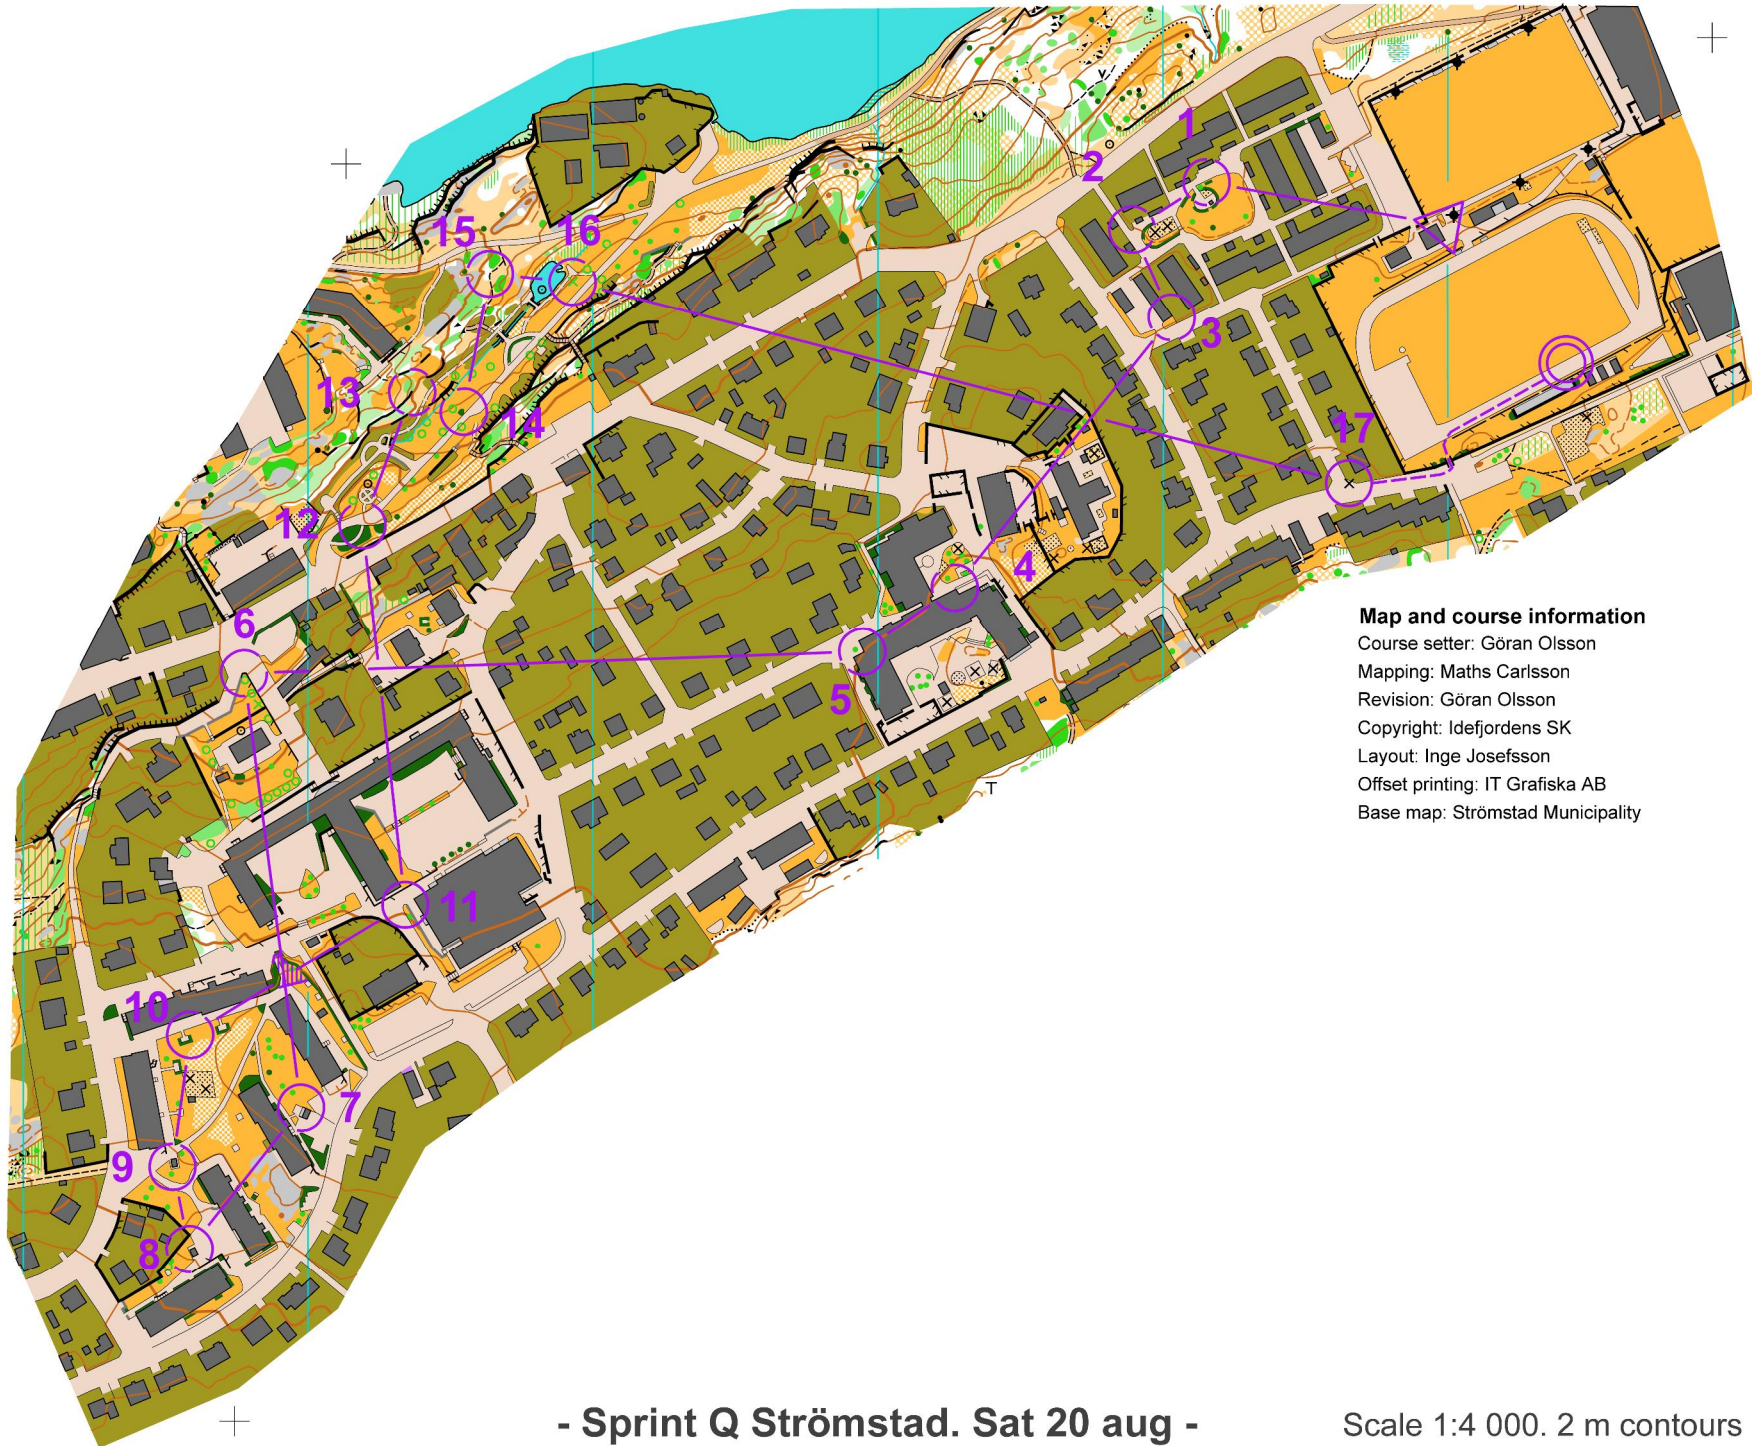 1
2
15
16
3
13
14
17
12
4
6
5
11
10
7
9
8
Map and course information
Course setter: Göran Olsson
Mapping: Maths Carlsson
Revision: Göran Olsson
Copyright: Idefjordens SK
Layout: Inge Josefsson
Offset printing: IT Grafiska AB
Base map: Strömstad Municipality
- Sprint Q Strömstad. Sat 20 aug -
Scale 1:4 000. 2 m contours